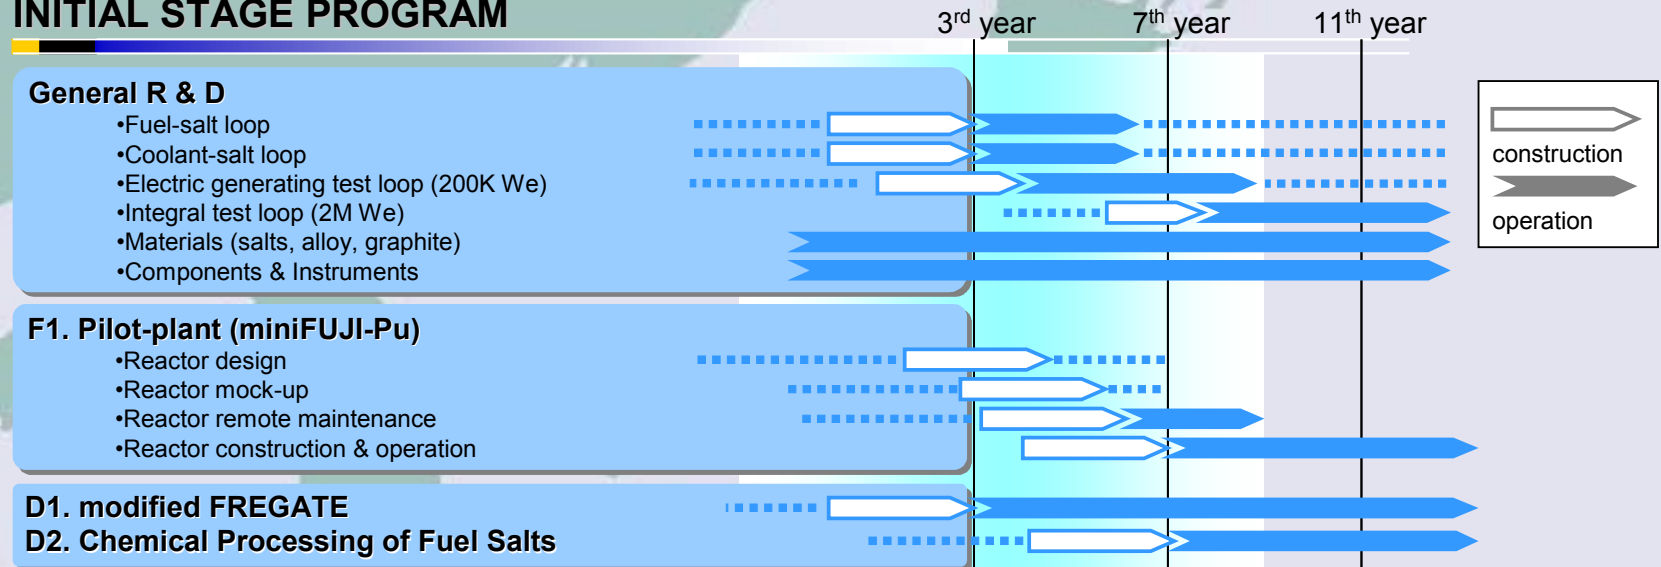 INITIAL STAGE PROGRAM
3rd year
7th year
11th year
General R & D
•Fuel-salt loop
•Coolant-salt loop
•Electric generating test loop (200K We)
•Integral test loop (2M We)
•Materials (salts, alloy, graphite)
•Components & Instruments
construction
operation
F1. Pilot-plant (miniFUJI-Pu)
•Reactor design
•Reactor mock-up
•Reactor remote maintenance
•Reactor construction & operation
D1. modified FREGATE
D2. Chemical Processing of Fuel Salts